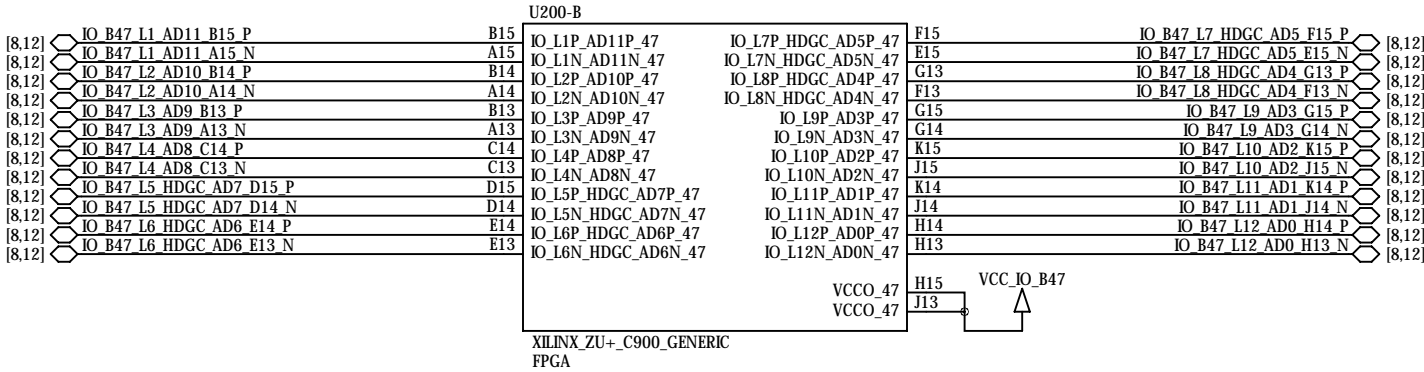 U200-B
[8,12] IO_B47_L1_AD11_B15_P B15 IO_L1P_AD11P_47 IO_L7P_HDGC_AD5P_47 F15 IO_B47_L7_HDGC_AD5_F15_P [8,12]
[8,12] IO_B47_L1_AD11_A15_N A15 IO_L1N_AD11N_47 IO_L7N_HDGC_AD5N_47 E15 IO_B47_L7_HDGC_AD5_E15_N [8,12]
[8,12] IO_B47_L2_AD10_B14_P B14 IO_L2P_AD10P_47 IO_L8P_HDGC_AD4P_47 G13 IO_B47_L8_HDGC_AD4_G13_P [8,12]
[8,12] IO_B47_L2_AD10_A14_N A14 IO_L2N_AD10N_47 IO_L8N_HDGC_AD4N_47 F13 IO_B47_L8_HDGC_AD4_F13_N [8,12]
[8,12] IO_B47_L3_AD9_B13_P B13 IO_L3P_AD9P_47 IO_L9P_AD3P_47 G15 IO_B47_L9_AD3_G15_P [8,12]
[8,12] IO_B47_L3_AD9_A13_N A13 IO_L3N_AD9N_47 IO_L9N_AD3N_47 G14 IO_B47_L9_AD3_G14_N [8,12]
[8,12] IO_B47_L4_AD8_C14_P C14 IO_L4P_AD8P_47 IO_L10P_AD2P_47 K15 IO_B47_L10_AD2_K15_P [8,12]
[8,12] IO_B47_L4_AD8_C13_N C13 IO_L4N_AD8N_47 IO_L10N_AD2N_47 J15 IO_B47_L10_AD2_J15_N [8,12]
[8,12] IO_B47_L5_HDGC_AD7_D15_P D15 IO_L5P_HDGC_AD7P_47 IO_L11P_AD1P_47 K14 IO_B47_L11_AD1_K14_P [8,12]
[8,12] IO_B47_L5_HDGC_AD7_D14_N D14 IO_L5N_HDGC_AD7N_47 IO_L11N_AD1N_47 J14 IO_B47_L11_AD1_J14_N [8,12]
[8,12] IO_B47_L6_HDGC_AD6_E14_P E14 IO_L6P_HDGC_AD6P_47 IO_L12P_AD0P_47 H14 IO_B47_L12_AD0_H14_P [8,12]
[8,12] IO_B47_L6_HDGC_AD6_E13_N E13 IO_L6N_HDGC_AD6N_47 IO_L12N_AD0N_47 H13 IO_B47_L12_AD0_H13_N [8,12]
VCCO_47 H15 VCC_IO_B47
VCCO_47 J13
XILINX_ZU+_C900_GENERIC
FPGA